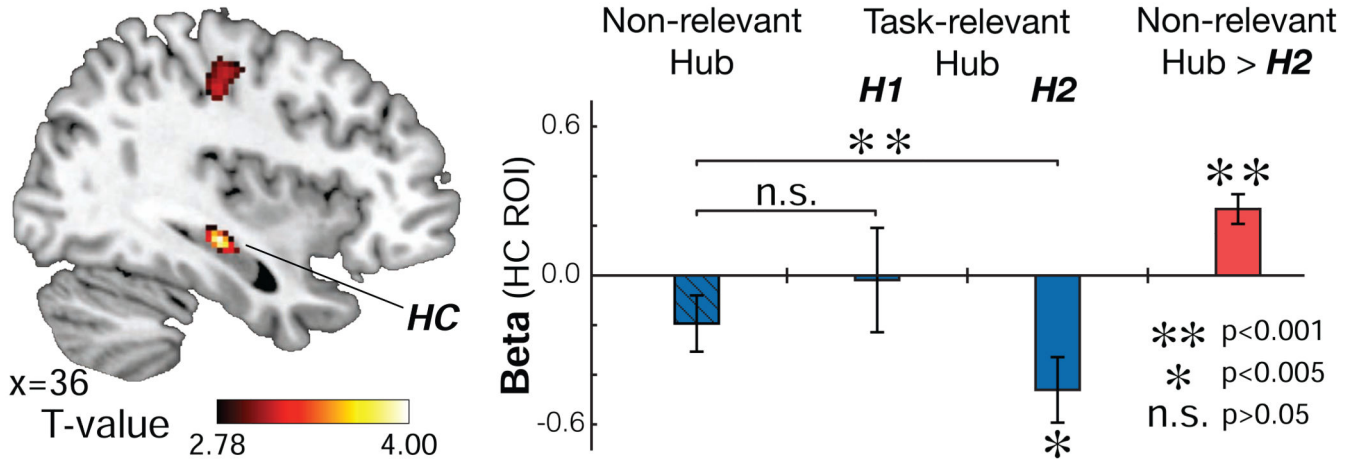 Non-relevant Hub
Task-relevant Hub
Non-relevant Hub > H2
H1
H2
Beta (HC ROI)
0.6
0.0
-0.6
**
n.s.
**
*
** p<0.001
* p<0.005
n.s. p>0.05
HC
x=36
T-value
2.78
4.00